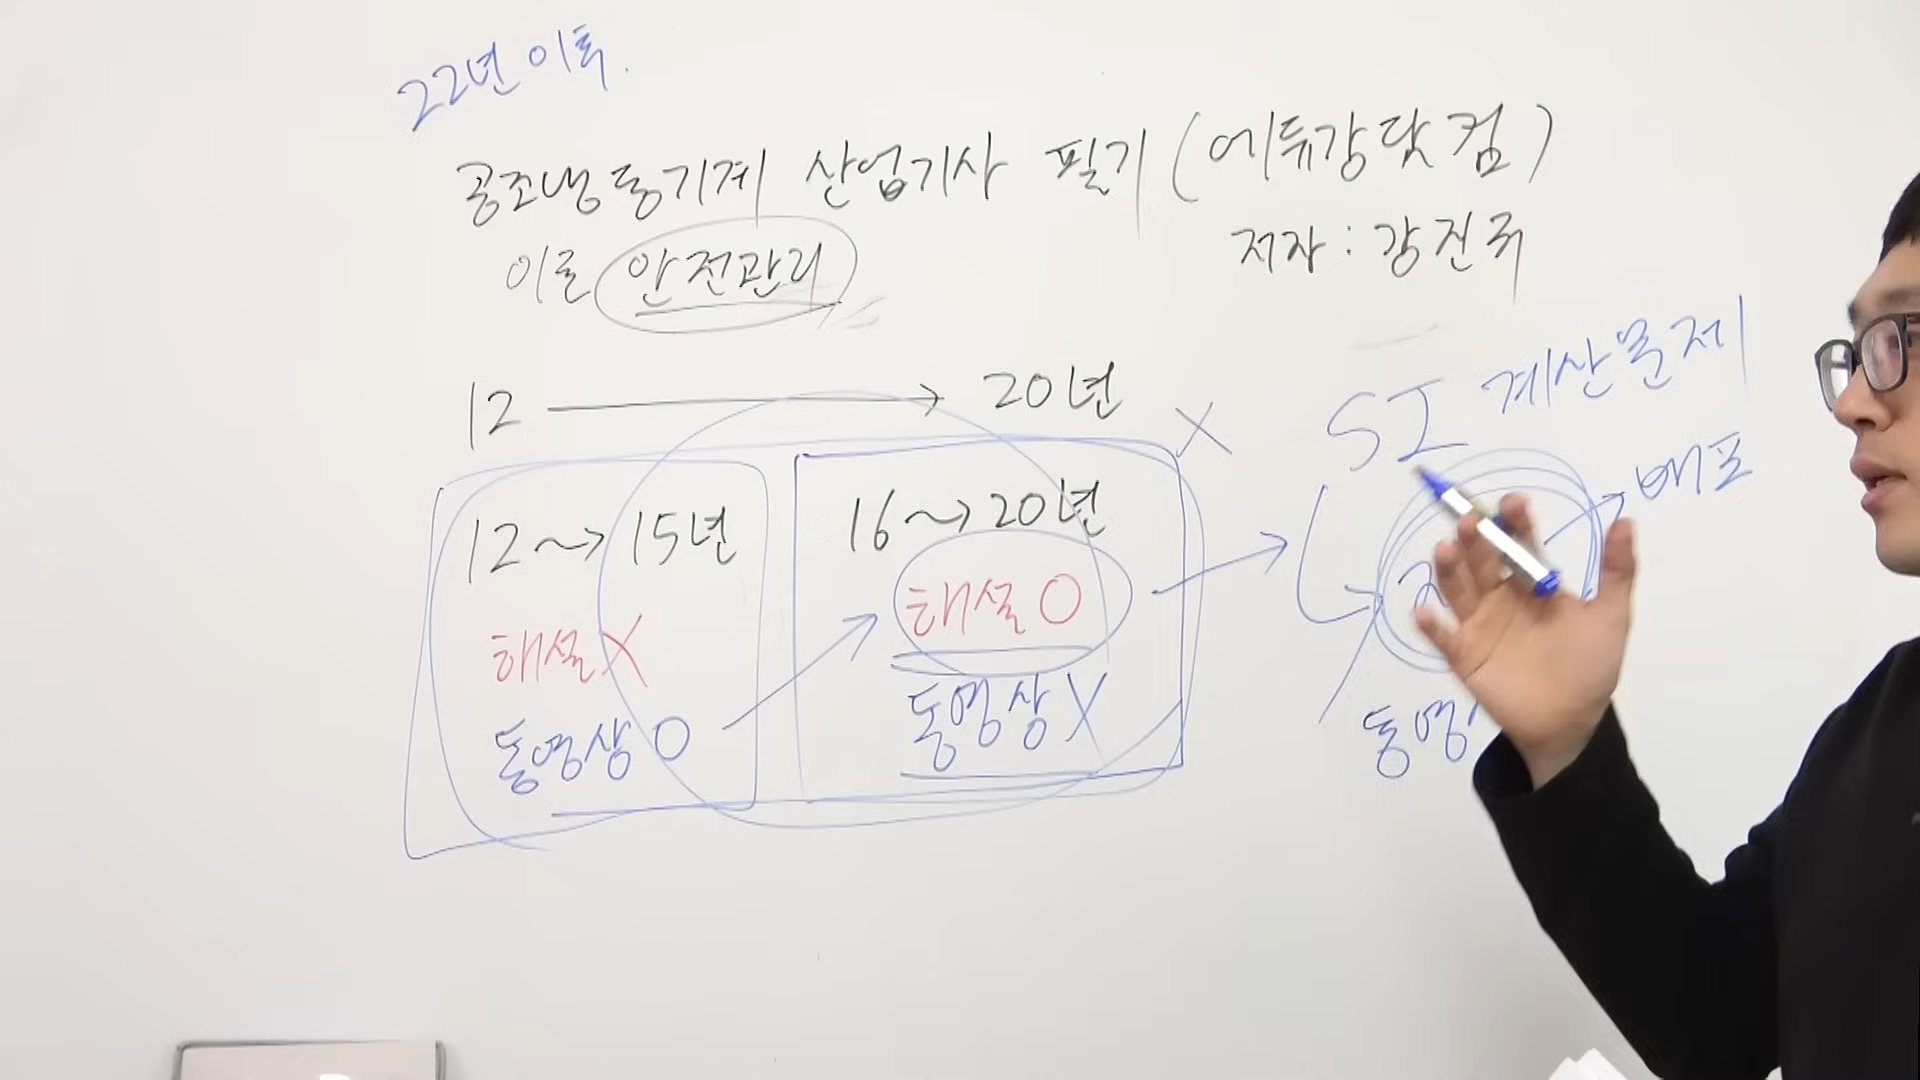 22년 이후.
공조냉동기계 산업기사 필기 (에듀강닷컴)
이론 안전관리
저자 : 강진규
12 → 20년
X
SI 계산문제
배포
12 ~> 15년
해설 X
동영상 O
16 ~> 20년
해설 O
동영상 X
동영